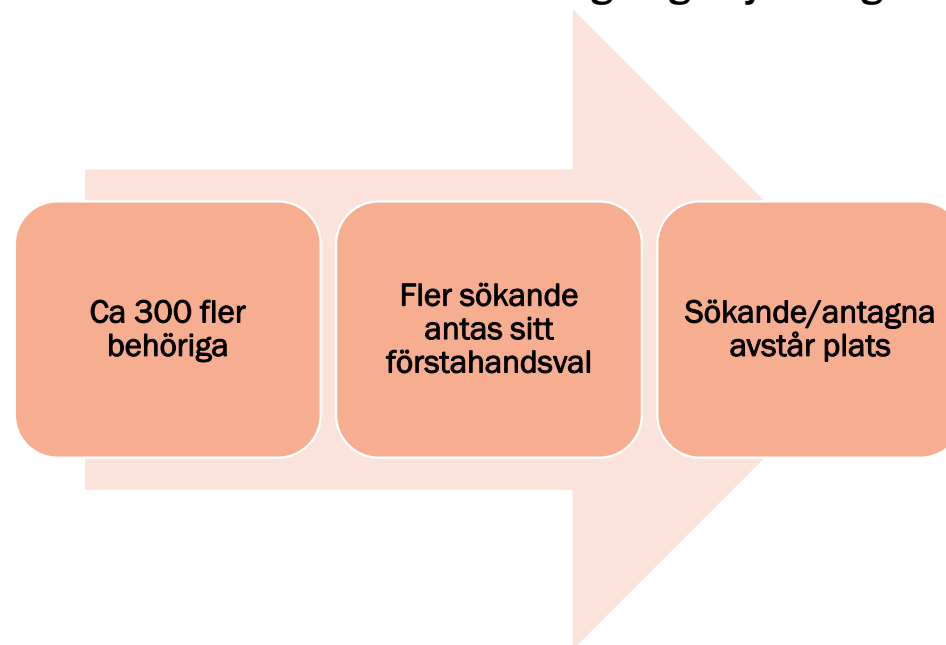 Ca 300 fler
behöriga
Fler sökande
antas sitt
förstahandsval
Sökande/antagna
avstår plats